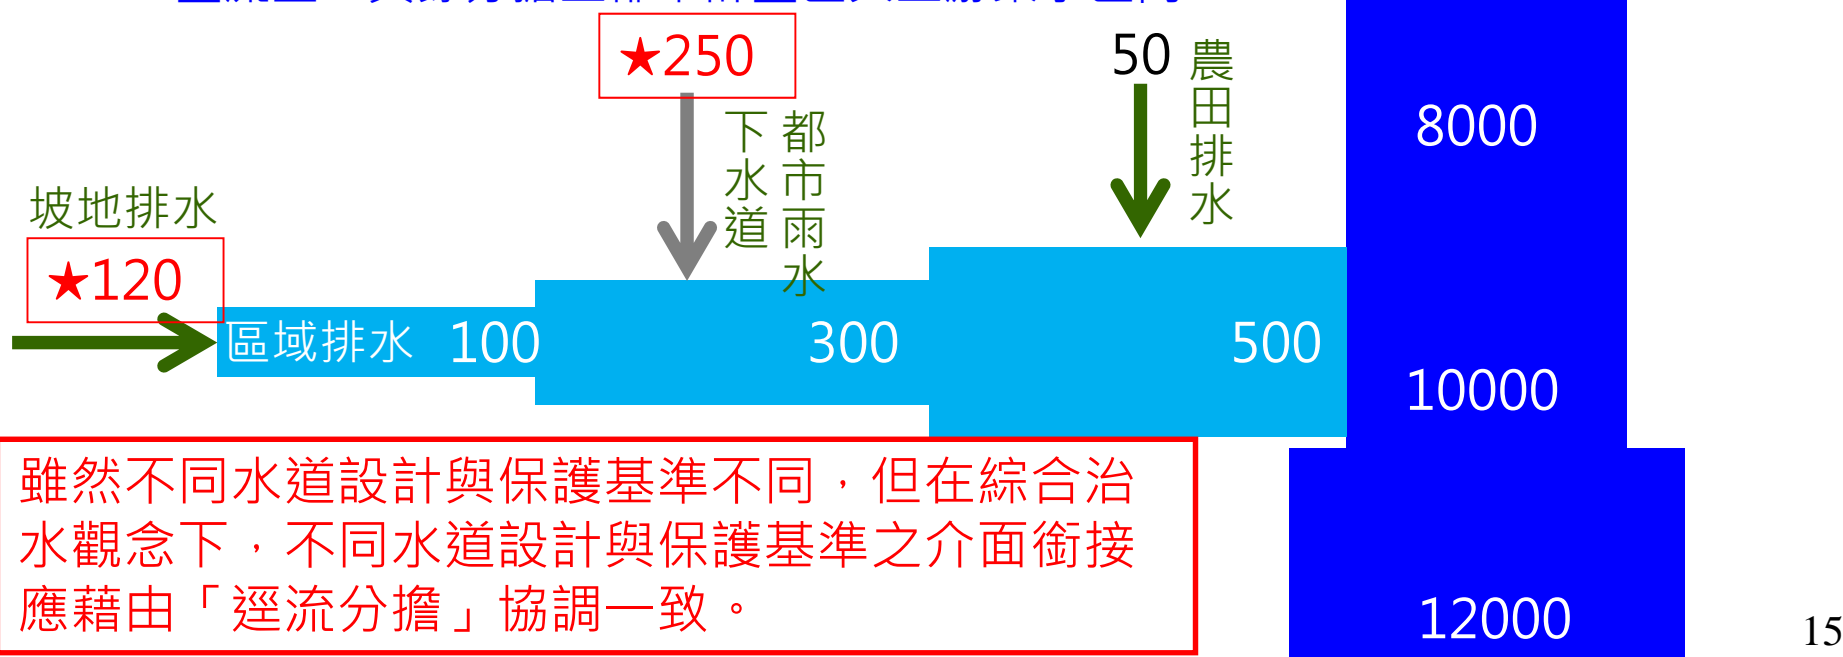 ★250
50
農田排水
8000
都市雨水
下水道
坡地排水
★120
區域排水 100
300
500
10000
雖然不同水道設計與保護基準不同，但在綜合治
水觀念下，不同水道設計與保護基準之介面銜接
應藉由「逕流分擔」協調一致。
12000
15